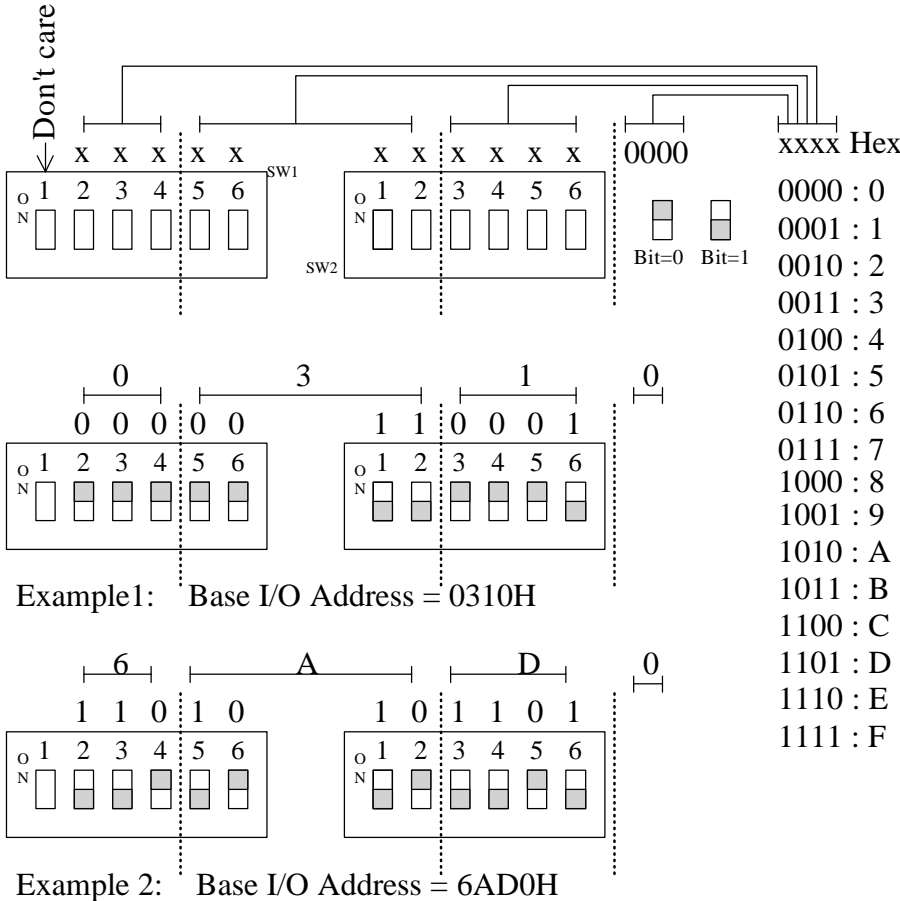 Don't care
x x x x x x x x x x x 0000 xxxx Hex
SW1
1 2 3 4 5 6 1 2 3 4 5 6
O N O N
SW2
Bit=0 Bit=1
0000 : 0
0001 : 1
0010 : 2
0011 : 3
0100 : 4
0101 : 5
0110 : 6
0111 : 7
1000 : 8
1001 : 9
1010 : A
1011 : B
1100 : C
1101 : D
1110 : E
1111 : F
0 3 1 0
0 0 0 0 0 1 1 0 0 0 1
1 2 3 4 5 6 1 2 3 4 5 6
O N O N
Example1: Base I/O Address = 0310H
6 A D 0
1 1 0 1 0 1 0 1 1 0 1
1 2 3 4 5 6 1 2 3 4 5 6
O N O N
Example 2: Base I/O Address = 6AD0H